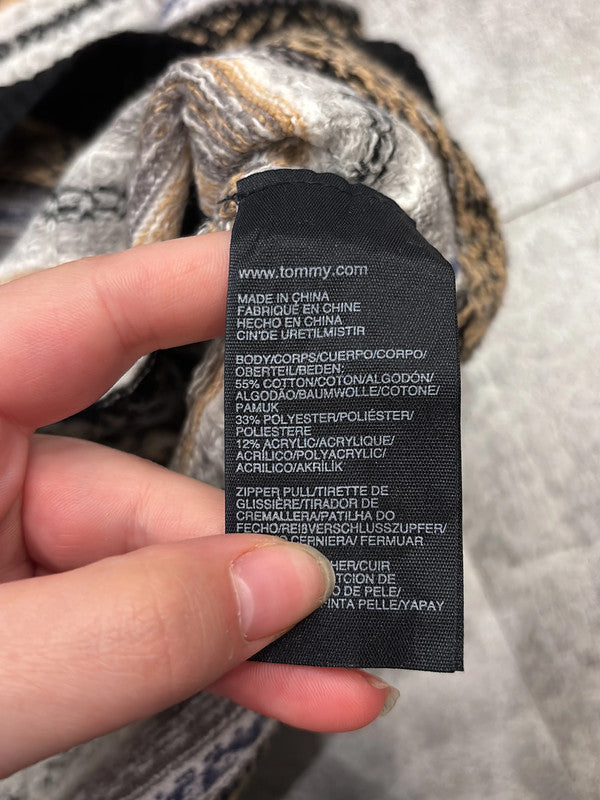 www.tommy.com
MADE IN CHINA
FABRIQUÉ EN CHINE
HECHO EN CHINA
CIN'DE URETILMISTIR
BODY/CORPS/CUERPO/CORPO/
OBERTEIL/BEDEN:
55% COTTON/COTON/ALGODÓN/
ALGODÃO/BAUMWOLLE/COTONE/
PAMUK
33% POLYESTER/POLIÉSTER/
POLIESTERE
12% ACRYLIC/ACRYLIQUE/
ACRÍLICO/POLYACRYLIC/
ACRILICO/AKRİLİK
ZIPPER PULL/TIRETTE DE
GLISSIÈRE/TIRADOR DE
CREMALLERA/PATILHA DO
FECHO/REIßVERSCHLUSSZUPFER/
CERNIERA/ FERMUAR
HER/CUIR
DE
DE PELE/
PELLE/YAPAY